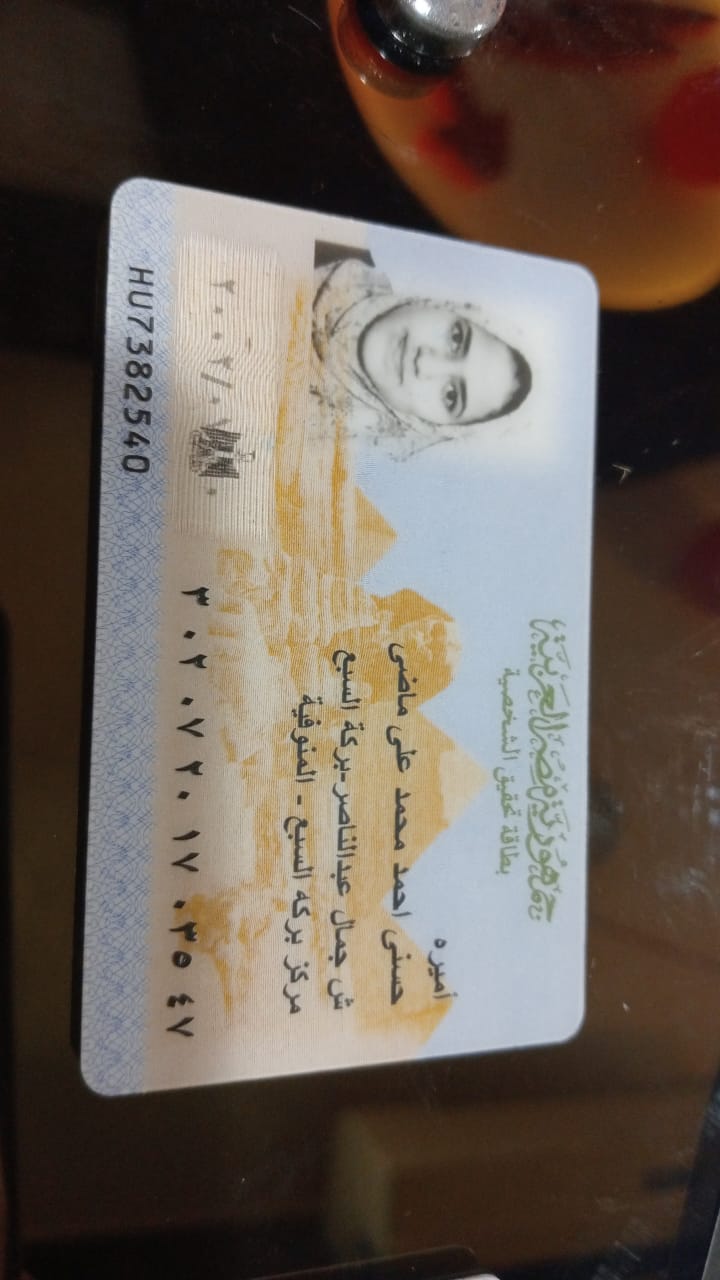 جمهورية مصر العربية
بطاقة تحقيق الشخصية
أميره
حسنى احمد محمد على ماضى
ش جمال عبدالناصر-بركة السبع
مركز بركه السبع - المنوفية
٣٠٢٠٧٢٠١٧٠٣٥٤٧
HU7382540